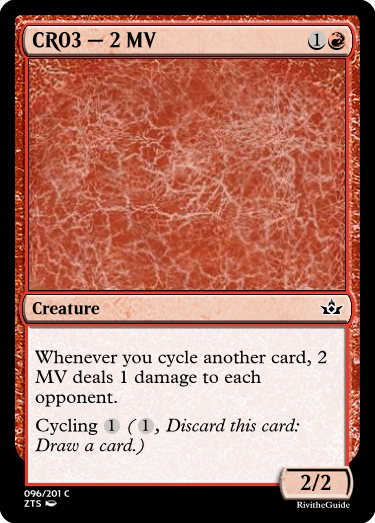 CR03 — 2 MV
1
Creature
Whenever you cycle another card, 2
MV deals 1 damage to each
opponent.
Cycling 1 ( 1, Discard this card:
Draw a card.)
2/2
096/201 C
ZTS
RivitheGuide